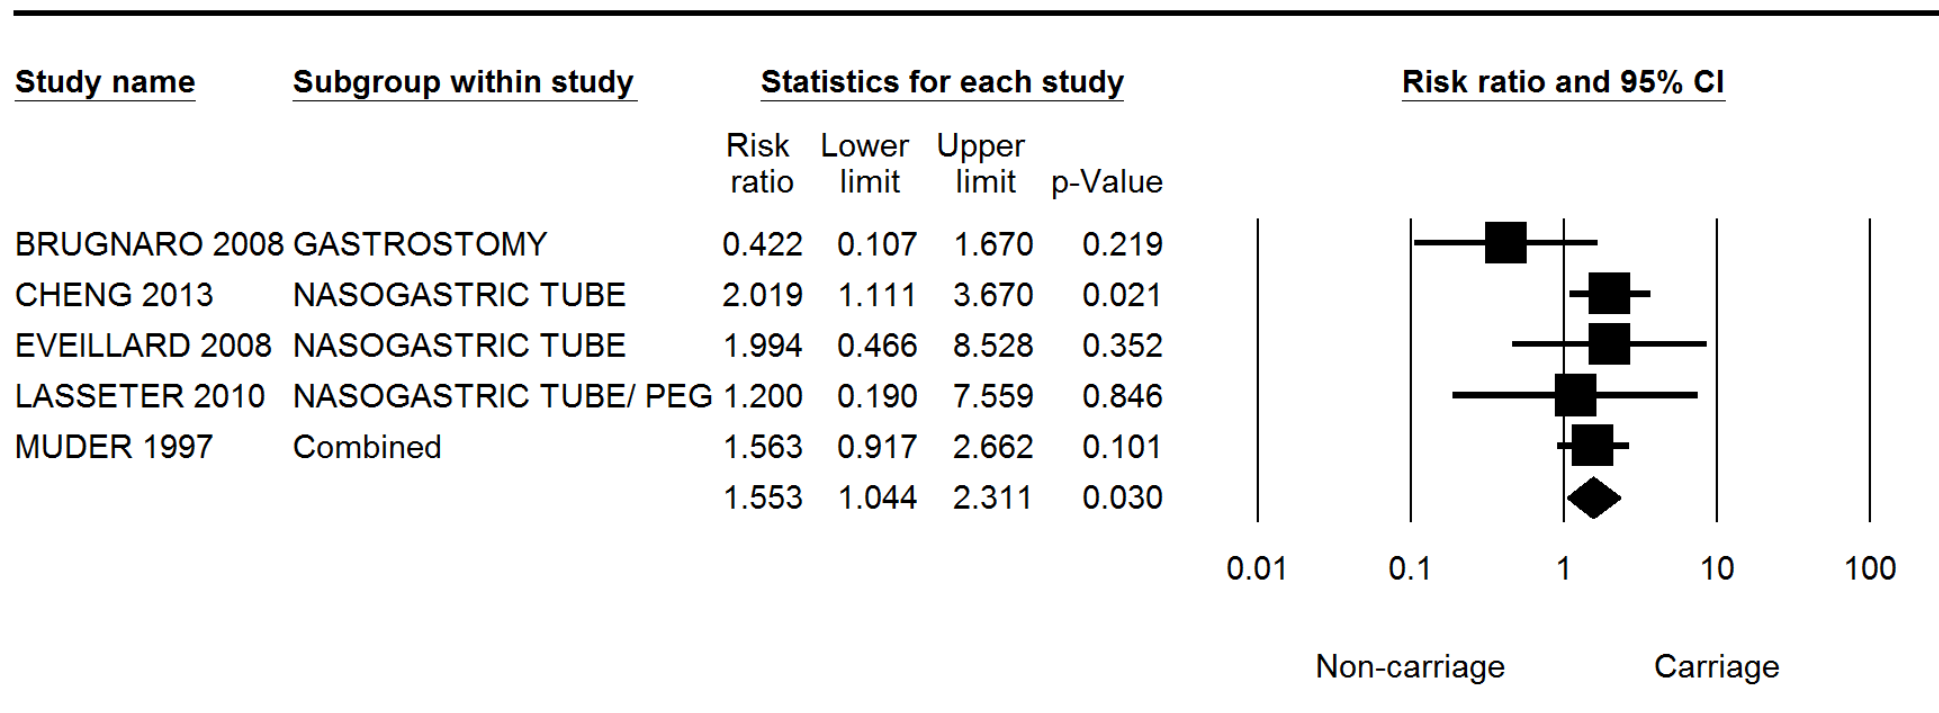 Study name Subgroup within study Statistics for each study Risk ratio and 95% CI
Risk Lower Upper
ratio limit limit p-Value
BRUGNARO 2008 GASTROSTOMY 0.422 0.107 1.670 0.219
CHENG 2013 NASOGASTRIC TUBE 2.019 1.111 3.670 0.021
EVEILLARD 2008 NASOGASTRIC TUBE 1.994 0.466 8.528 0.352
LASSETER 2010 NASOGASTRIC TUBE/ PEG 1.200 0.190 7.559 0.846
MUDER 1997 Combined 1.563 0.917 2.662 0.101
1.553 1.044 2.311 0.030
0.01 0.1 1 10 100
Non-carriage Carriage